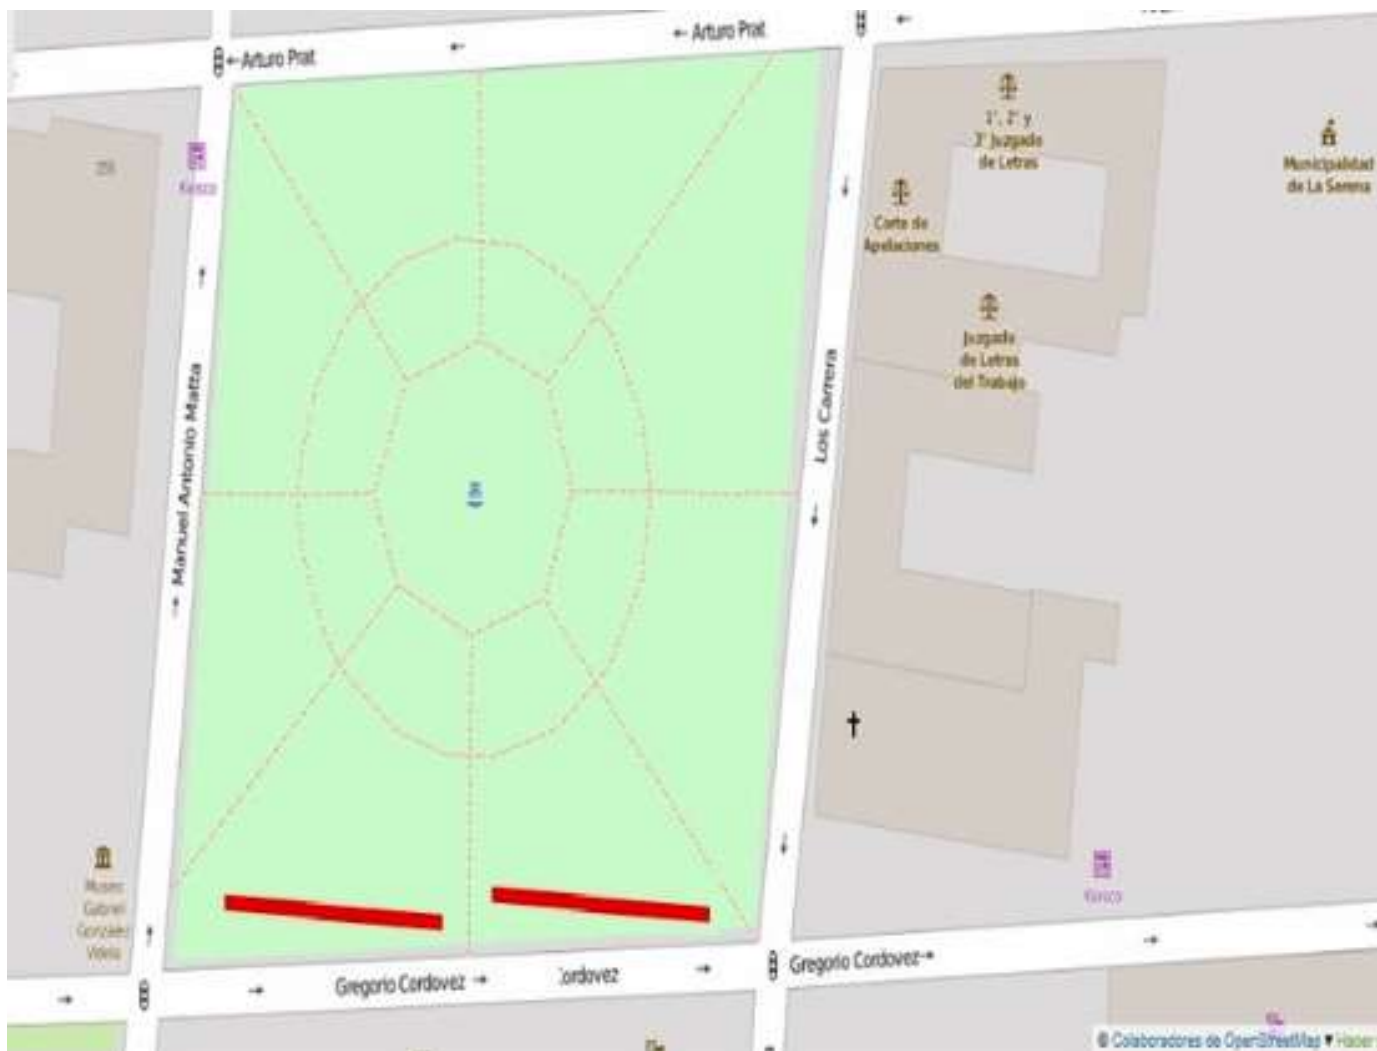 ←Arturo Prat
←
← Arturo Prat
←
1°, 2° y
3° Juzgado
de Letras
Municipalidad
de La Serena
Kiosco
Corte de
Apelaciones
Juzgado
de Letras
del Trabajo
→ Manuel Antonio Matta
Los Carrera
Museo
Gabriel
González
Videla
Kiosco
Gregorio Cordovez →
Cordovez
Gregorio Cordovez→
© Colaboradores de OpenStreetMap ♥ Haber